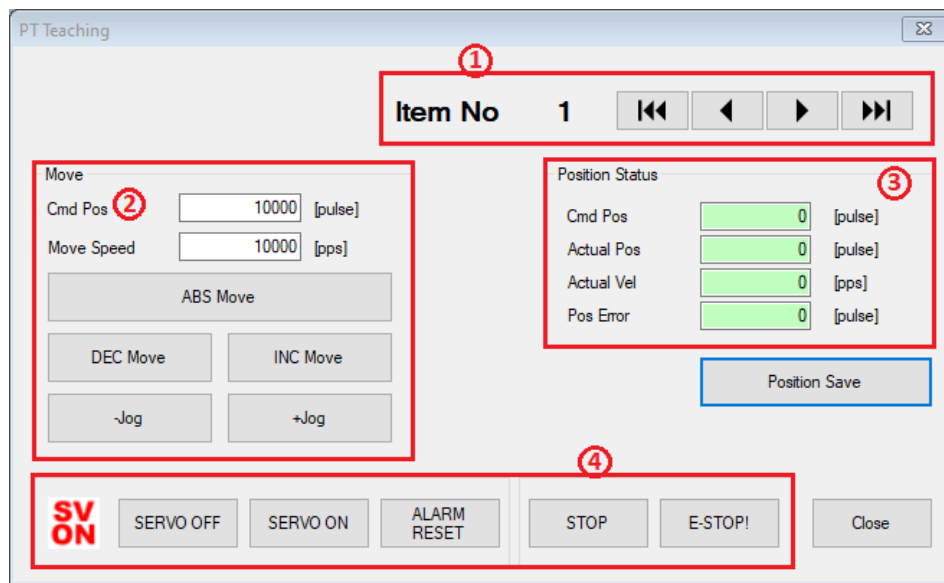 PT Teaching
1
Item No 1
Move
2
Cmd Pos 10000 [pulse]
Move Speed 10000 [pps]
ABS Move
DEC Move INC Move
-Jog +Jog
Position Status
3
Cmd Pos 0 [pulse]
Actual Pos 0 [pulse]
Actual Vel 0 [pps]
Pos Error 0 [pulse]
Position Save
4
SV
ON
SERVO OFF
SERVO ON
ALARM
RESET
STOP
E-STOP!
Close